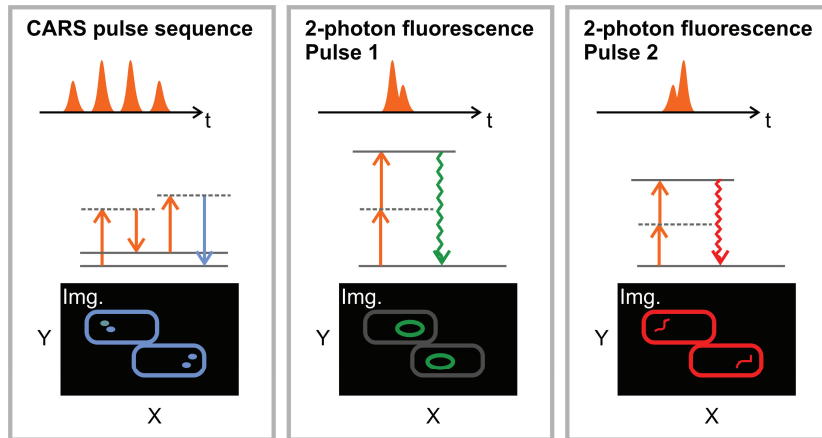 CARS pulse sequence
t
Img.
Y
X
2-photon fluorescence
Pulse 1
t
Img.
Y
X
2-photon fluorescence
Pulse 2
t
Img.
Y
X